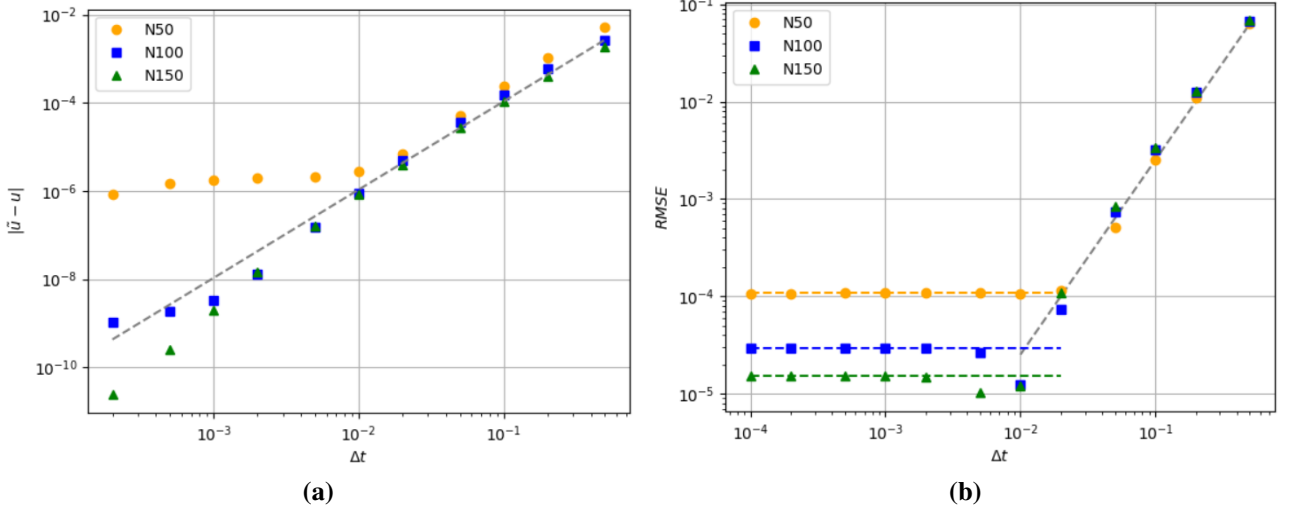 N50
N100
N150
10⁻²
10⁻⁴
10⁻⁶
10⁻⁸
10⁻¹⁰
|ũ − u|
10⁻³
10⁻²
10⁻¹
Δt
(a)
N50
N100
N150
10⁻¹
10⁻²
10⁻³
10⁻⁴
10⁻⁵
RMSE
10⁻⁴
10⁻³
10⁻²
10⁻¹
Δt
(b)